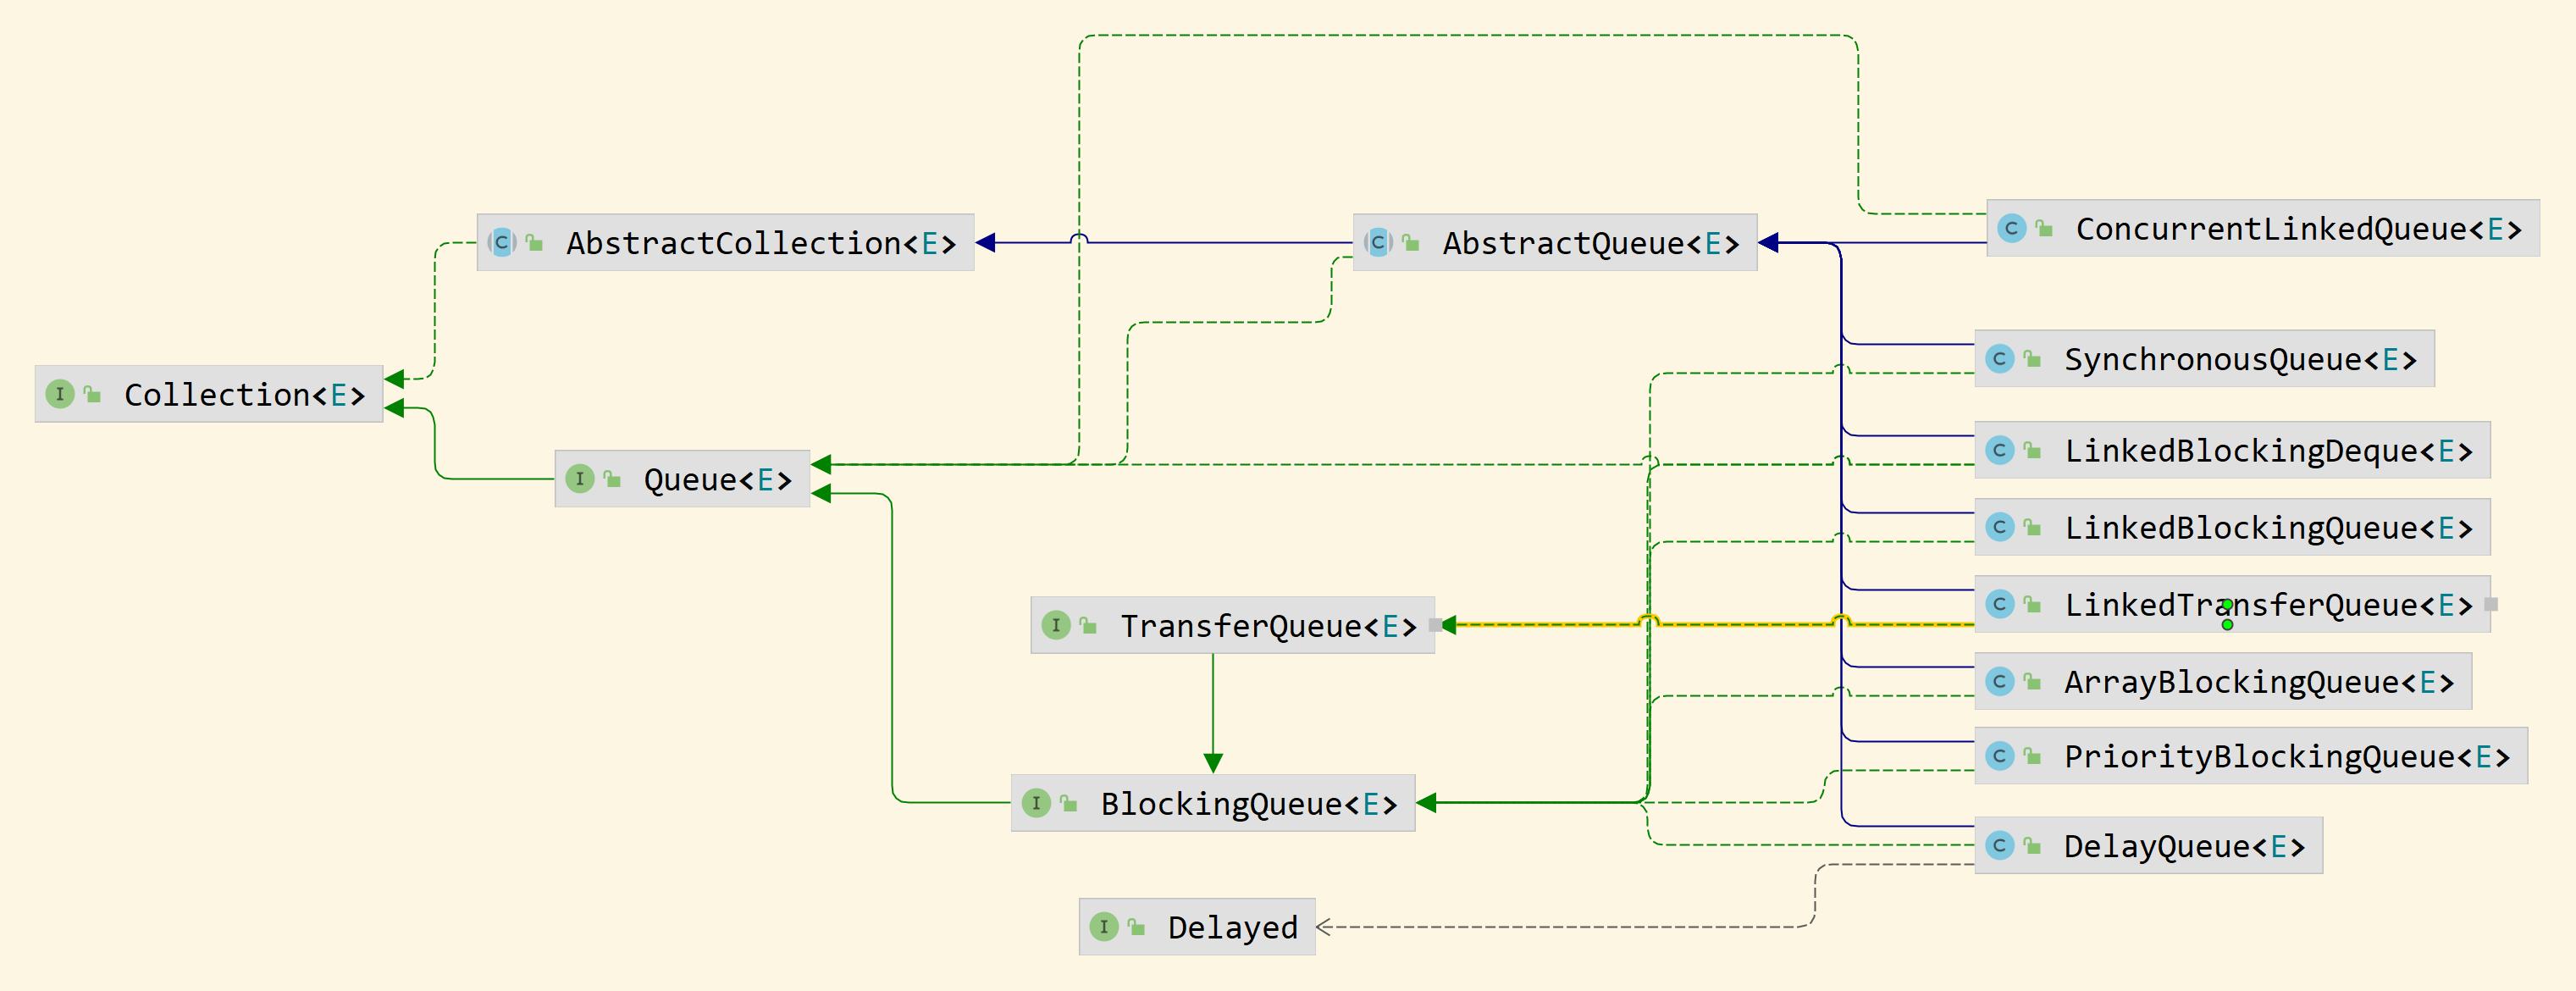 ConcurrentLinkedQueue<E>
AbstractCollection<E>
AbstractQueue<E>
SynchronousQueue<E>
Collection<E>
LinkedBlockingDeque<E>
Queue<E>
LinkedBlockingQueue<E>
LinkedTransferQueue<E>
TransferQueue<E>
ArrayBlockingQueue<E>
PriorityBlockingQueue<E>
BlockingQueue<E>
DelayQueue<E>
Delayed